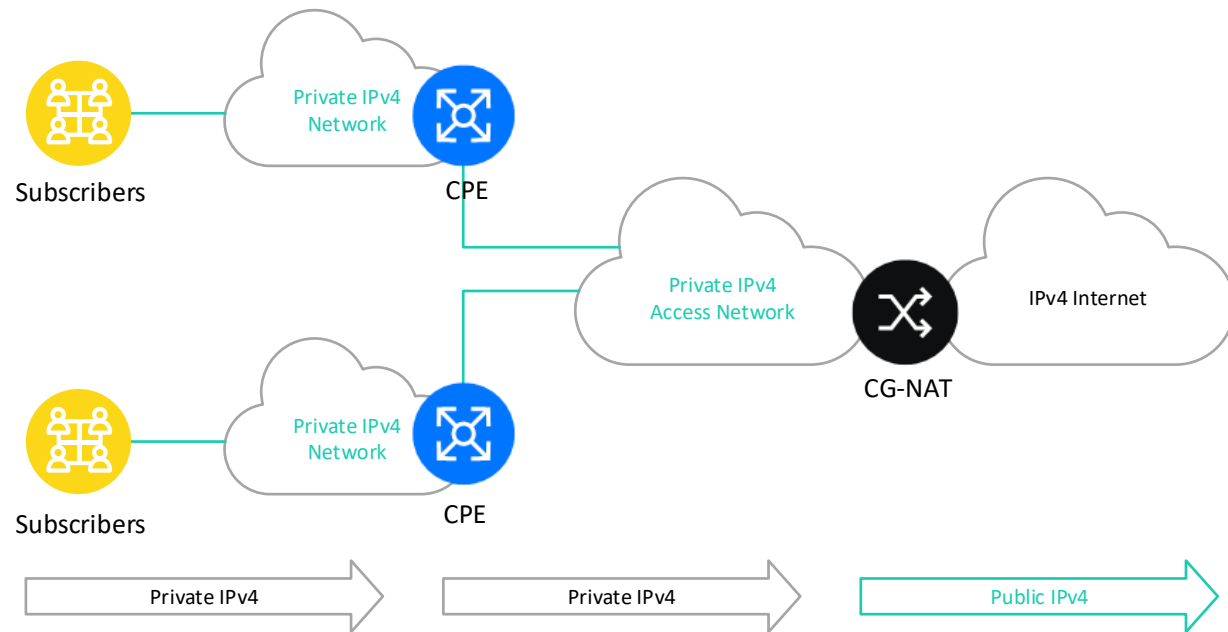 Private IPv4
Network
Subscribers
CPE
Private IPv4
Access Network
IPv4 Internet
CG-NAT
Private IPv4
Network
Subscribers
CPE
Private IPv4
Private IPv4
Public IPv4